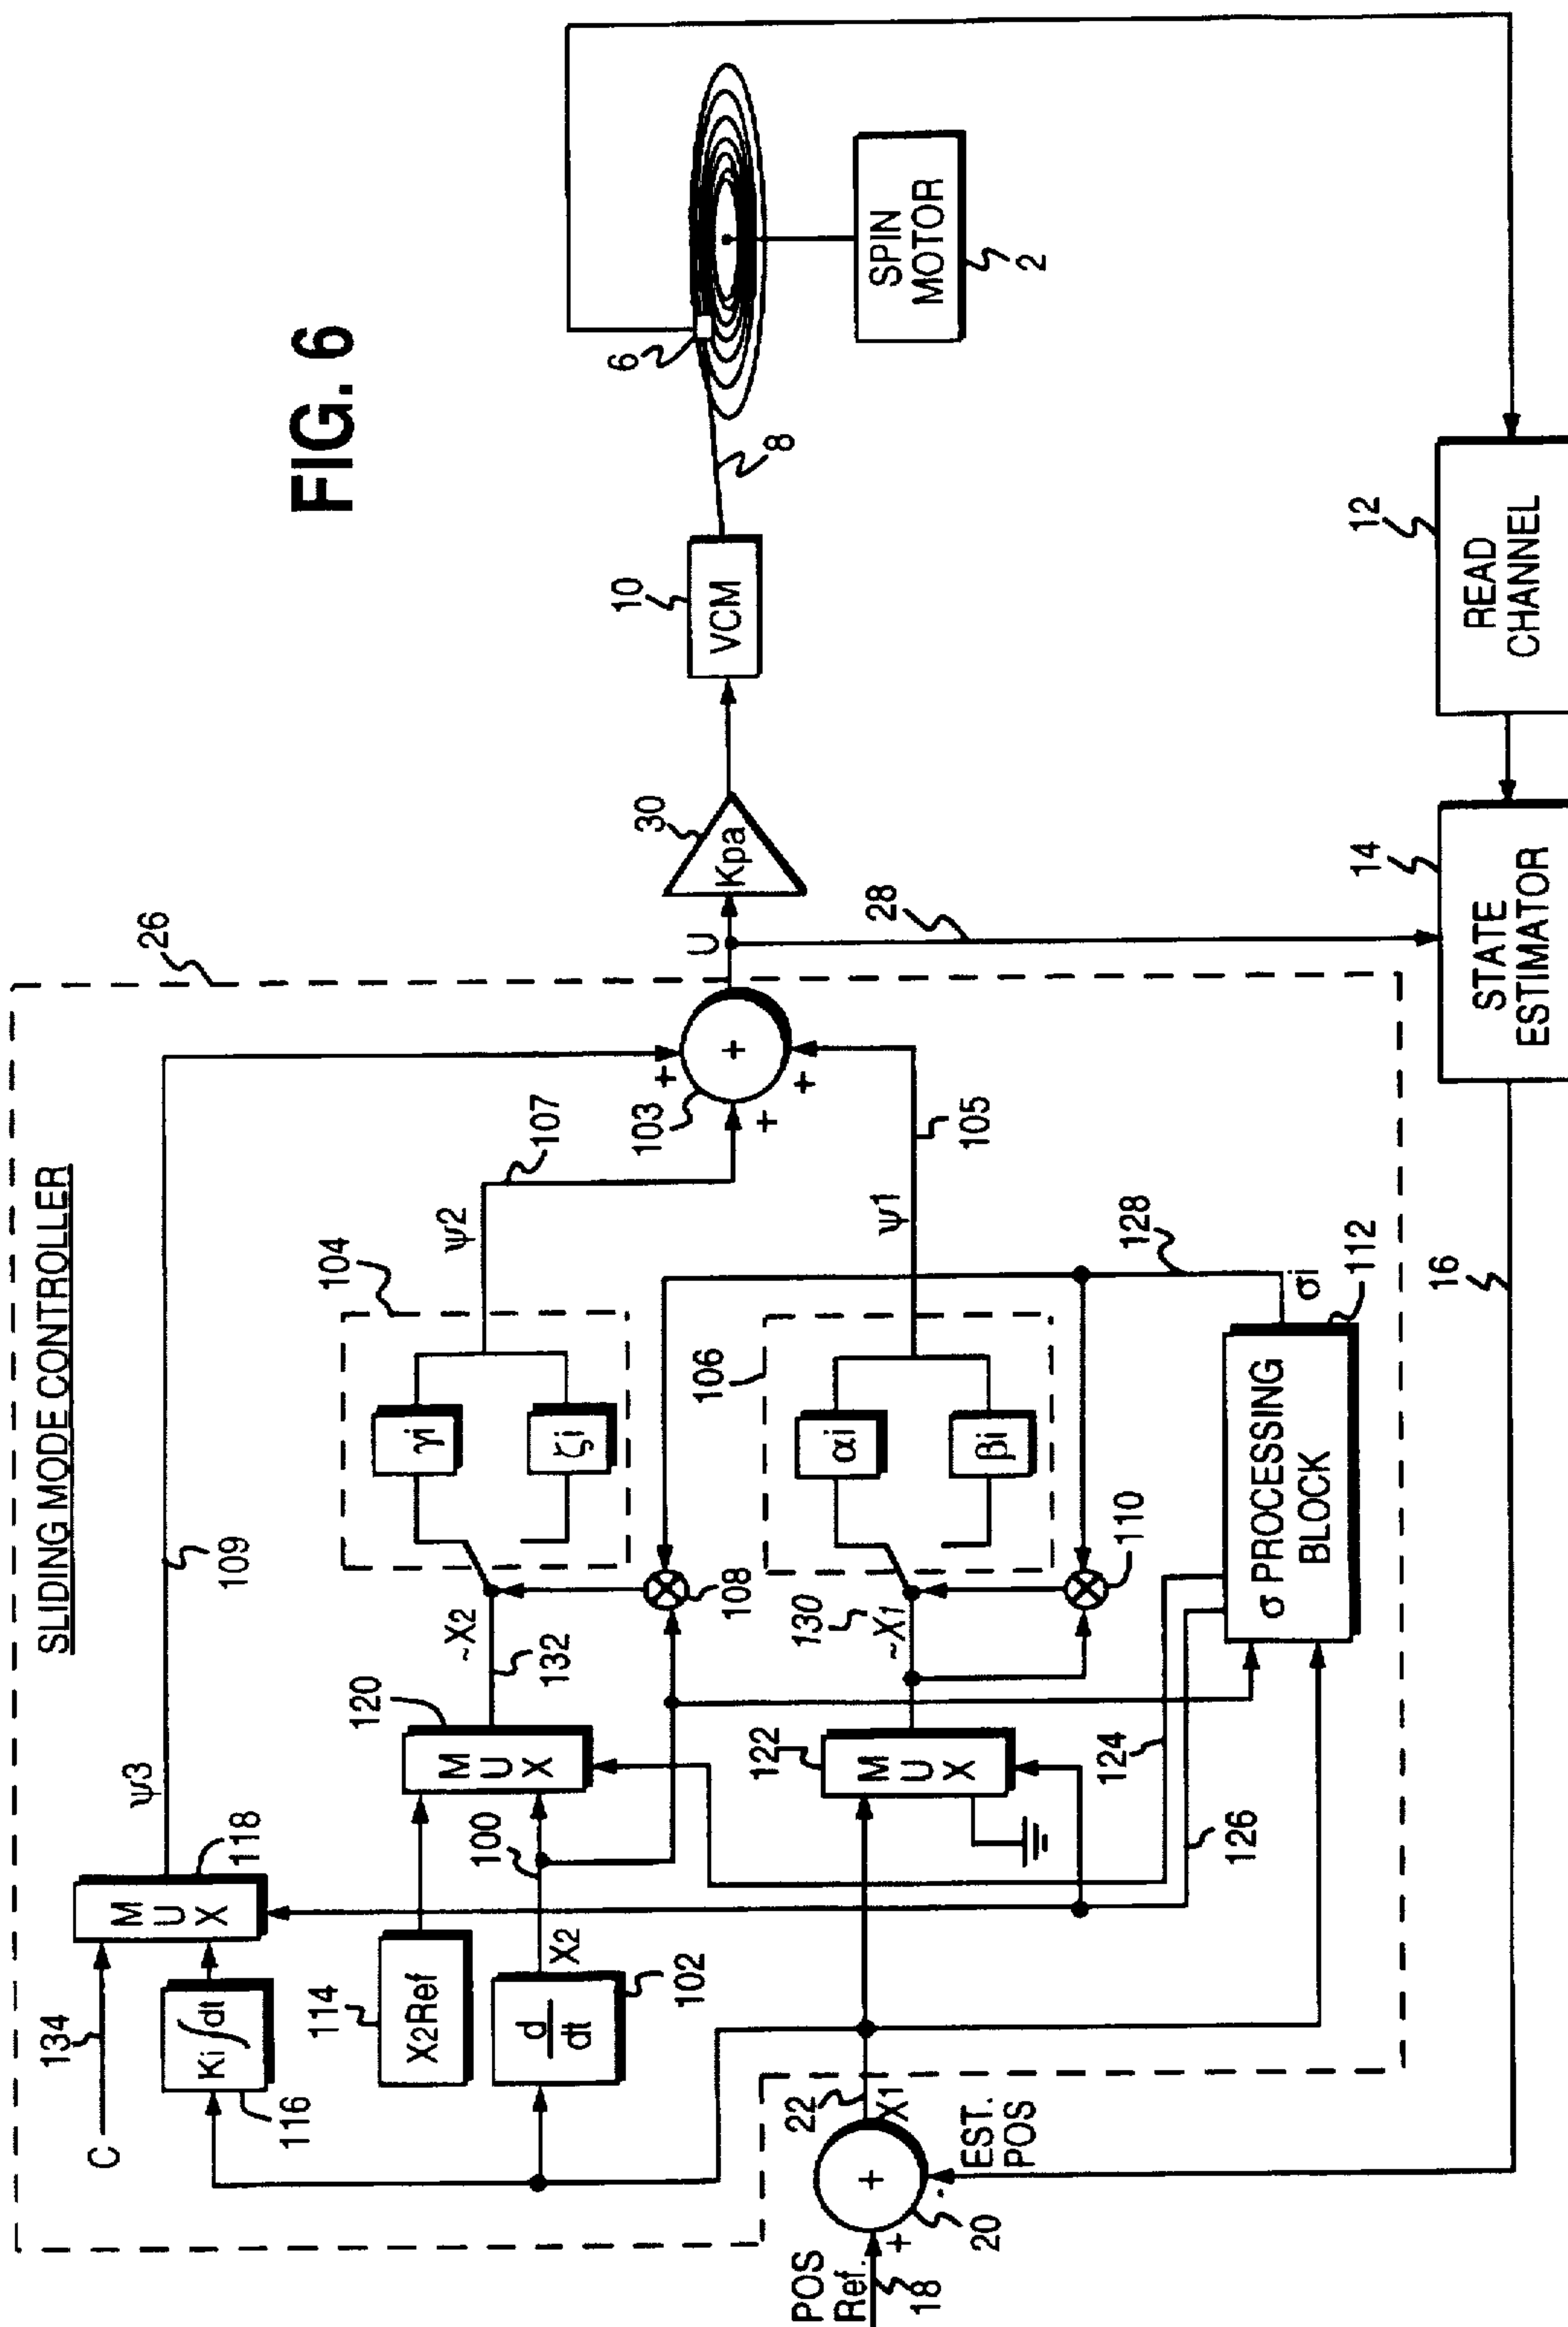 FIG. 6
SLIDING MODE CONTROLLER
26
C
134
Ki∫dt
116
M U X
118
ψ3
109
X2Ref
114
d
dt
102
X2
100
M U X
120
~X2
132
104
γi
ζi
ψ2
107
108
POS
Ref.
18
+
+
-
20
EST.
POS
22
X1
M U X
122
130
~X1
106
αi
βi
ψ1
105
110
124
126
σ PROCESSING
BLOCK
112
σi
128
103
+
+
+
+
U
28
30
Kpa
10
VCM
8
6
SPIN
MOTOR
2
12
READ
CHANNEL
14
STATE
ESTIMATOR
16